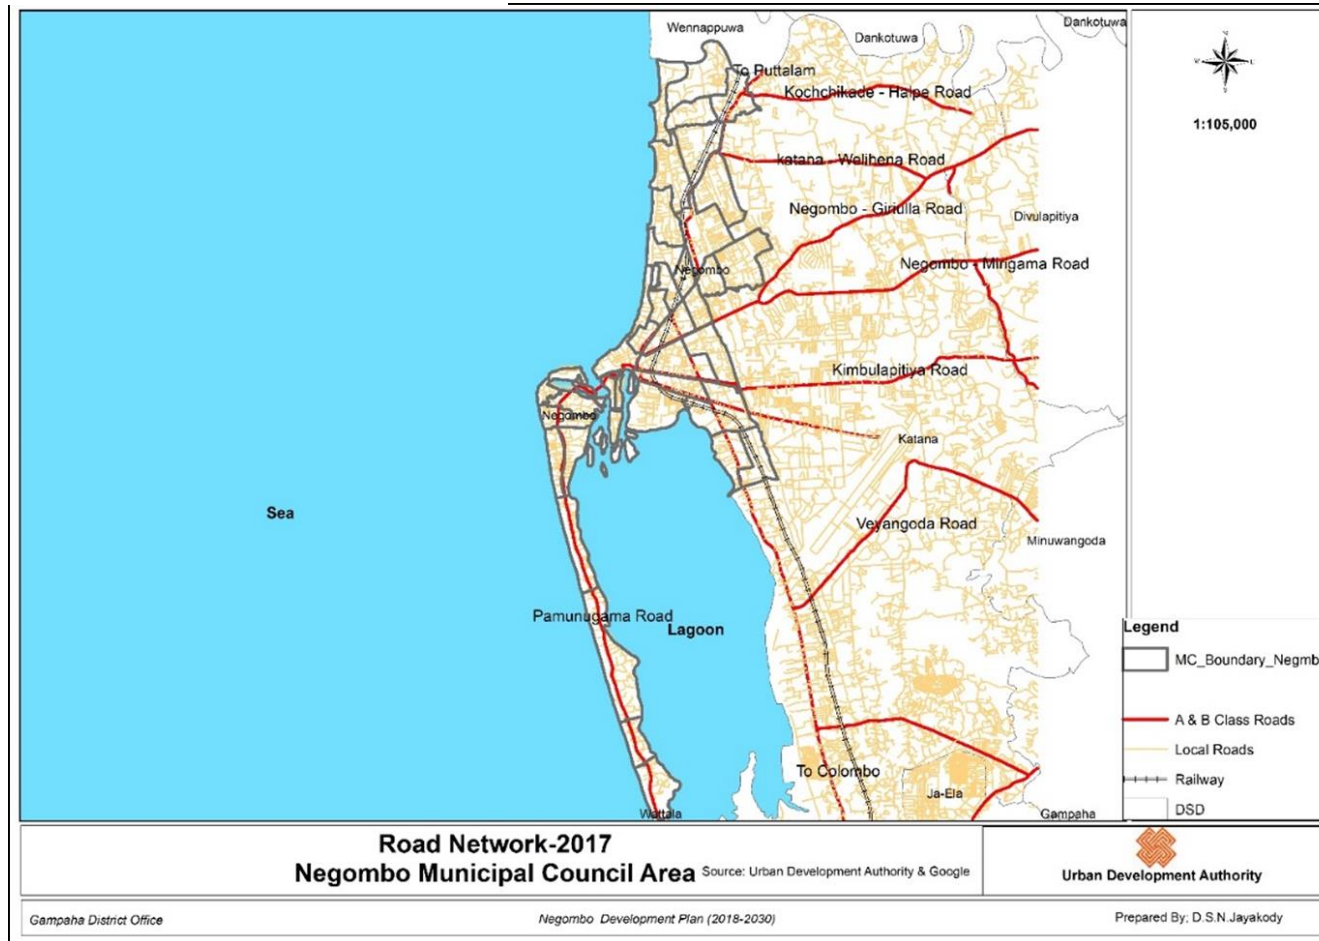 Wennappuwa
Dankotuwa
Dankotuwa
To Puttalam
Kochchikade - Halpe Road
1:105,000
katana - Welihena Road
Negombo - Giriulla Road
Divulapitiya
Negombo
Negombo - Mirigama Road
Kimbulapitiya Road
Negombo
Katana
Sea
Veyangoda Road
Minuwangoda
Pamunugama Road
Lagoon
To Colombo
Ja-Ela
Wattala
Gampaha
Legend
MC_Boundary_Negmb
A & B Class Roads
Local Roads
Railway
DSD
Road Network-2017
Negombo Municipal Council Area
Source: Urban Development Authority & Google
Urban Development Authority
Gampaha District Office
Negombo Development Plan (2018-2030)
Prepared By; D.S.N.Jayakody